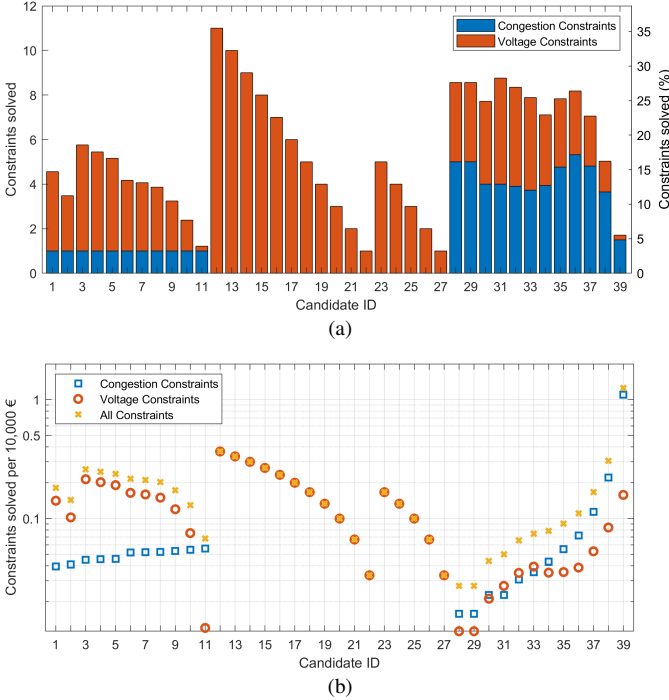 12
10
8
6
4
2
0
Constraints solved
35
30
25
20
15
10
5
0
Constraints solved (%)
Congestion Constraints
Voltage Constraints
1 3 5 7 9 11 13 15 17 19 21 23 25 27 29 31 33 35 37 39
Candidate ID
(a)
Constraints solved per 10,000 €
1
0.5
0.1
Congestion Constraints
Voltage Constraints
All Constraints
1 3 5 7 9 11 13 15 17 19 21 23 25 27 29 31 33 35 37 39
Candidate ID
(b)